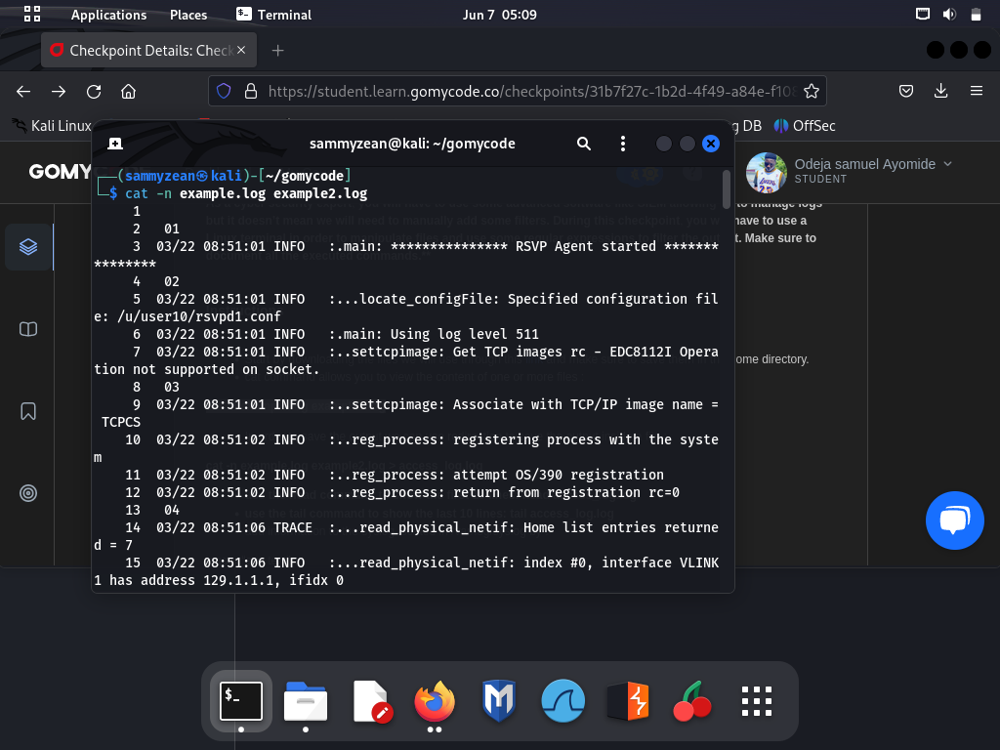 Applications Places Terminal Jun 7 05:09
Checkpoint Details: Check
https://student.learn.gomycode.co/checkpoints/31b7f27c-1b2d-4f49-a84e-f108
Kali Linux g DB OffSec
sammyzean@kali: ~/gomycode
GOMY
Odeja samuel Ayomide
STUDENT
to manage logs
have to use a
t. Make sure to
ome directory.
┌──(sammyzean㉿kali)-[~/gomycode]
└─$ cat -n example.log example2.log
1
2 01
3 03/22 08:51:01 INFO :.main: *************** RSVP Agent started *******
********
4 02
5 03/22 08:51:01 INFO :...locate_configFile: Specified configuration fil
e: /u/user10/rsvpd1.conf
6 03/22 08:51:01 INFO :.main: Using log level 511
7 03/22 08:51:01 INFO :..settcpimage: Get TCP images rc - EDC8112I Opera
tion not supported on socket.
8 03
9 03/22 08:51:01 INFO :..settcpimage: Associate with TCP/IP image name =
TCPCS
10 03/22 08:51:02 INFO :..reg_process: registering process with the syste
m
11 03/22 08:51:02 INFO :..reg_process: attempt OS/390 registration
12 03/22 08:51:02 INFO :..reg_process: return from registration rc=0
13 04
14 03/22 08:51:06 TRACE :...read_physical_netif: Home list entries returne
d = 7
15 03/22 08:51:06 INFO :...read_physical_netif: index #0, interface VLINK
1 has address 129.1.1.1, ifidx 0